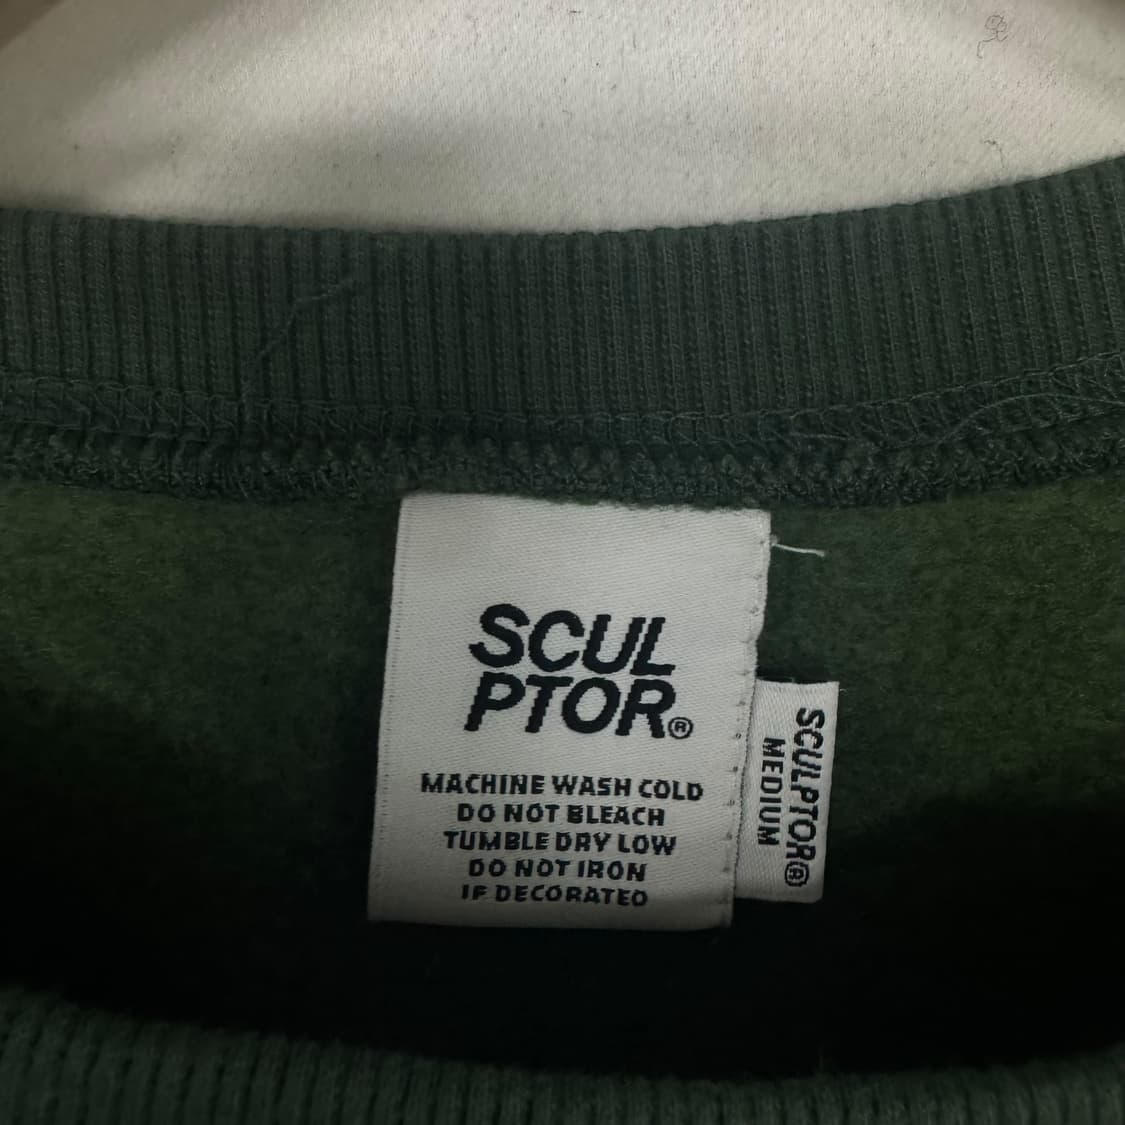 SCUL
PTOR®
MACHINE WASH COLD
DO NOT BLEACH
TUMBLE DRY LOW
DO NOT IRON
IF DECORATED
SCULPTOR®
MEDIUM